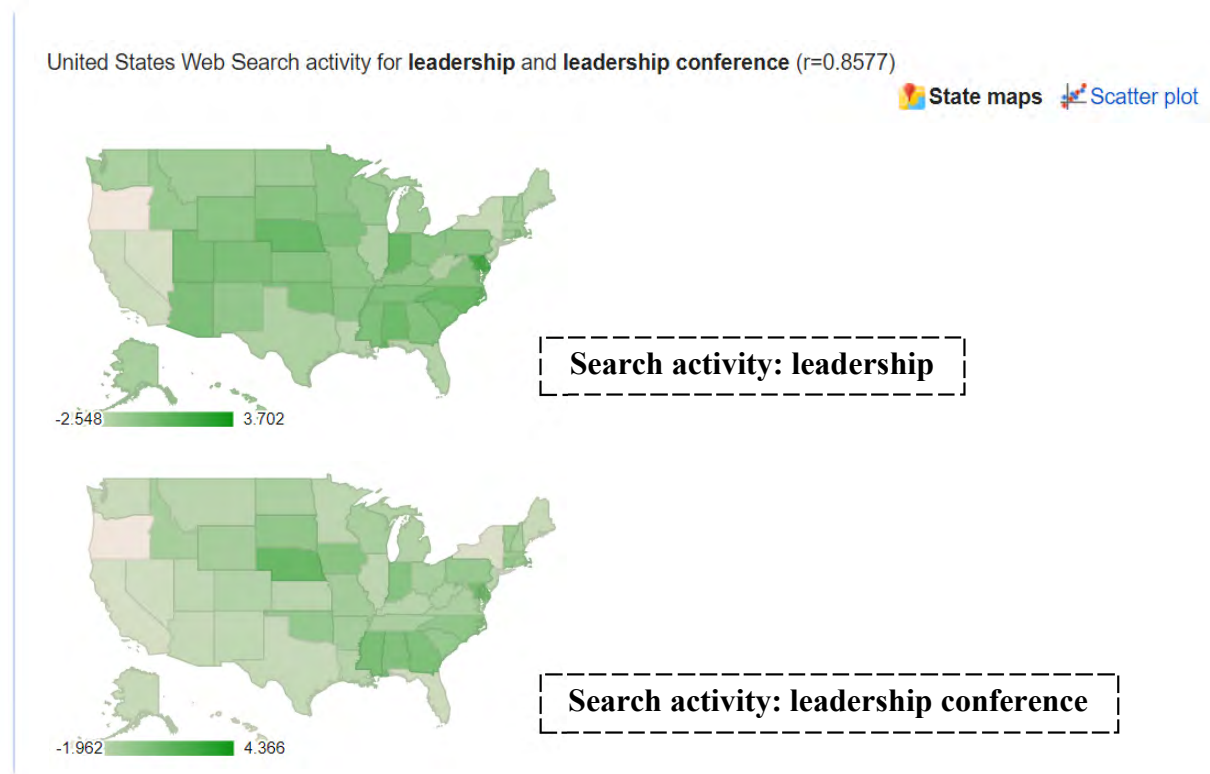 United States Web Search activity for leadership and leadership conference (r=0.8577)
State maps Scatter plot
Search activity: leadership
-2.548 3.702
Search activity: leadership conference
-1.962 4.366